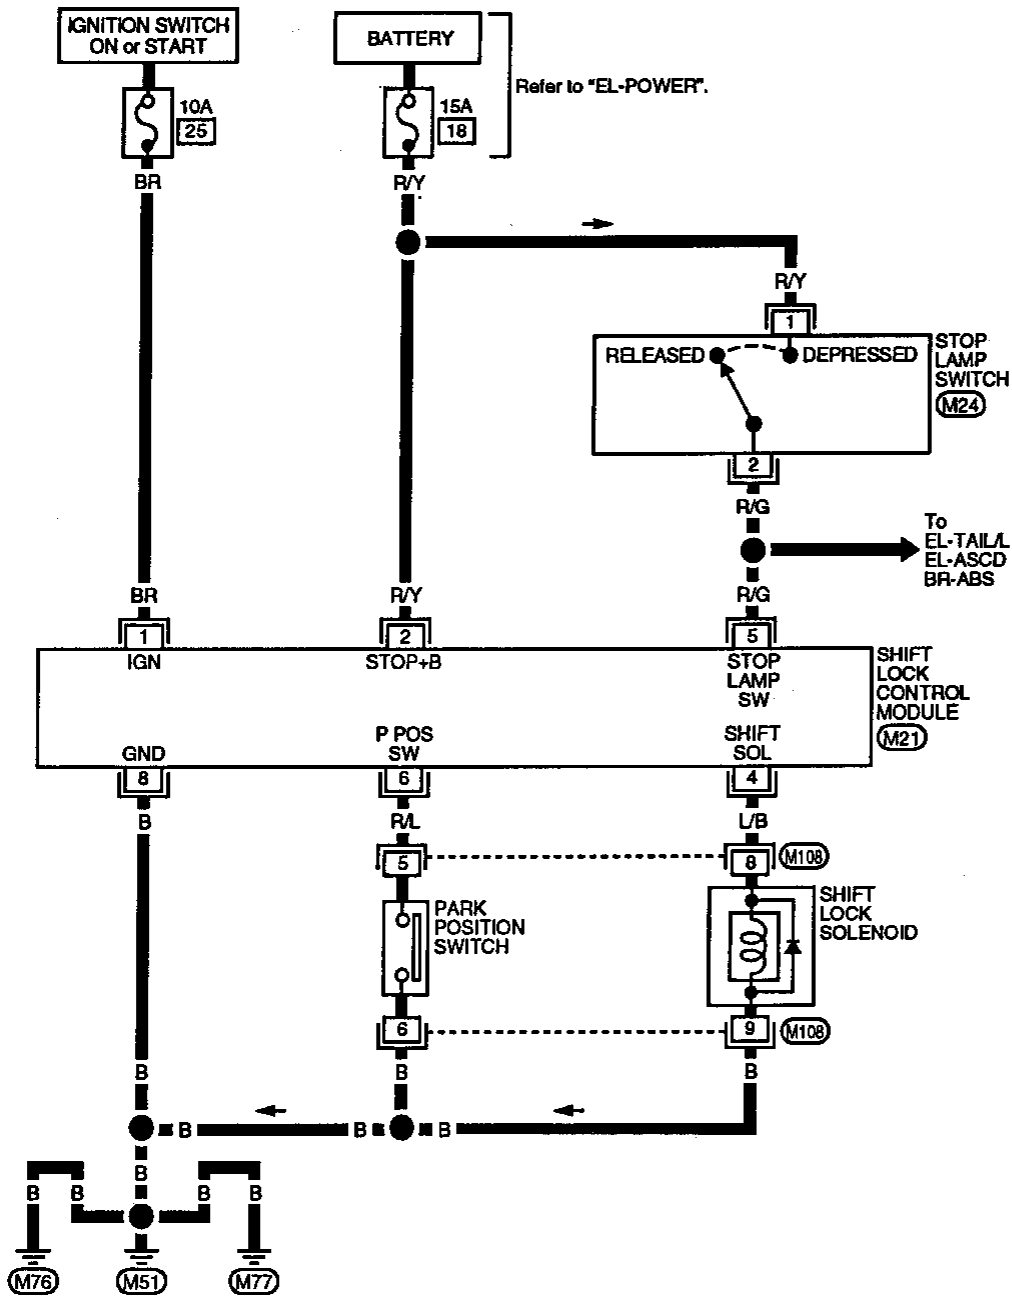 IGNITION SWITCH
ON or START
BATTERY
Refer to "EL-POWER".
10A
25
15A
18
BR
R/Y
R/Y
1
RELEASED
DEPRESSED
STOP
LAMP
SWITCH
M24
2
R/G
To
EL-TAIL/L
EL-ASCD
BR-ABS
BR
R/Y
R/G
1
2
5
IGN
STOP+B
STOP
LAMP
SW
SHIFT
LOCK
CONTROL
MODULE
M21
GND
P POS
SW
SHIFT
SOL
8
6
4
B
R/L
L/B
5
8
M108
PARK
POSITION
SWITCH
SHIFT
LOCK
SOLENOID
6
9
M108
B
B
B
B
B
B
B
B
B
B
B
M76
M51
M77